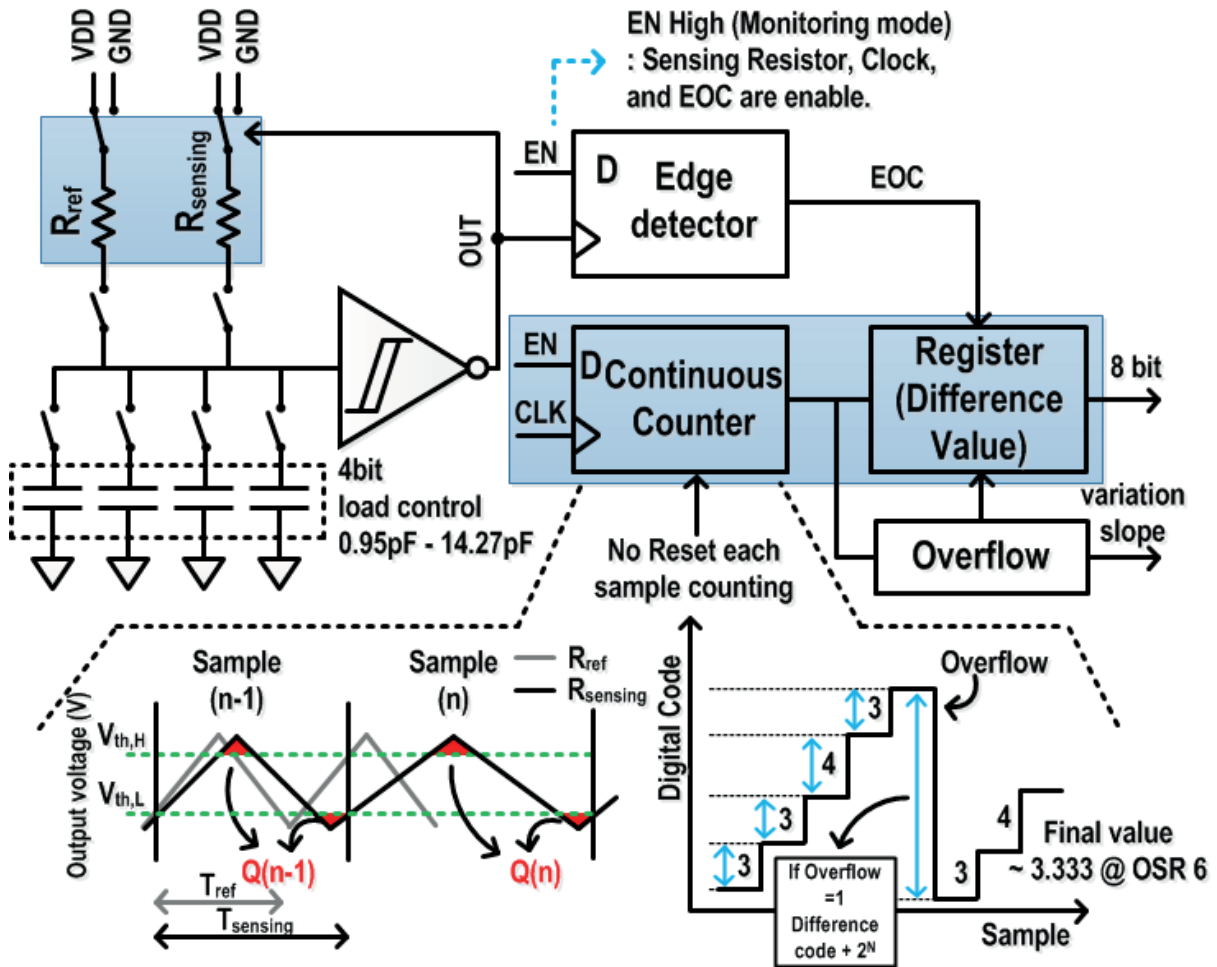 VDD
GND
VDD
GND
EN High (Monitoring mode)
: Sensing Resistor, Clock,
and EOC are enable.
Rref
Rsensing
OUT
EN
D
Edge
detector
EOC
EN
D
Continuous
Counter
CLK
Register
(Difference
Value)
8 bit
variation
slope
Overflow
4bit
load control
0.95pF - 14.27pF
No Reset each
sample counting
Sample
(n-1)
Sample
(n)
Rref
Rsensing
Output voltage (V)
Vth,H
Vth,L
Q(n-1)
Q(n)
Tref
Tsensing
Digital Code
Overflow
3
4
3
3
3
4
If Overflow
=1
Difference
code + 2ᴺ
Final value
~ 3.333 @ OSR 6
Sample